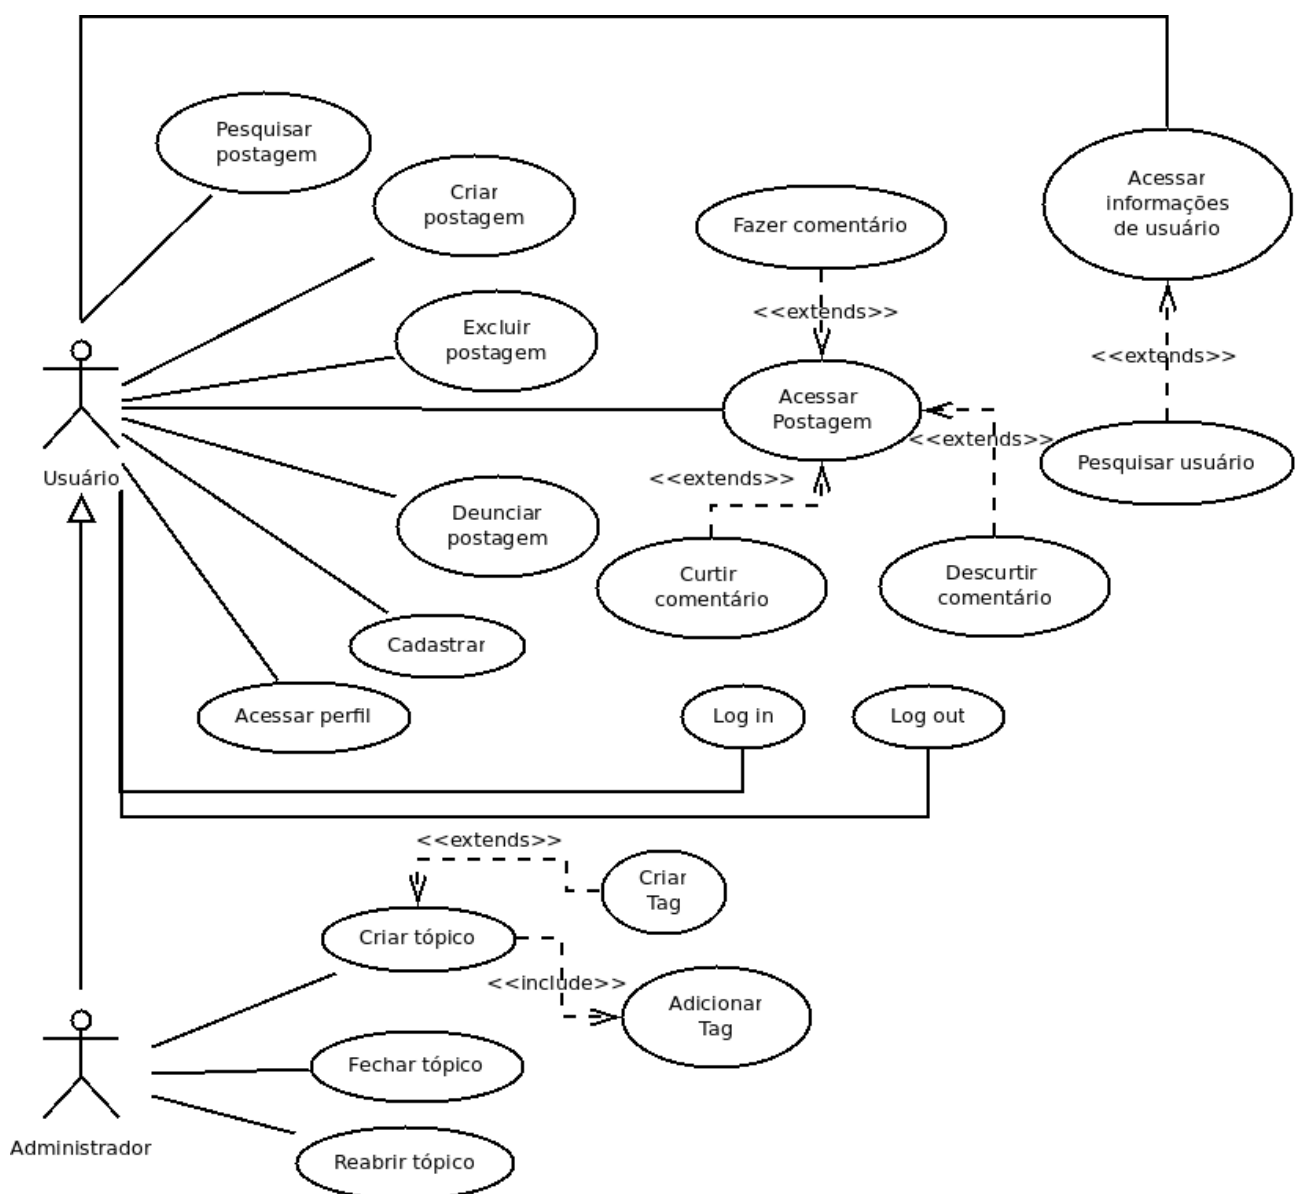 Pesquisar
postagem
Criar
postagem
Fazer comentário
Acessar
informações
de usuário
<<extends>>
Excluir
postagem
<<extends>>
Acessar
Postagem
<<extends>>
Pesquisar usuário
Usuário
<<extends>>
Deunciar
postagem
Curtir
comentário
Descurtir
comentário
Cadastrar
Acessar perfil
Log in
Log out
<<extends>>
Criar
Tag
Criar tópico
<<include>>
Adicionar
Tag
Fechar tópico
Administrador
Reabrir tópico